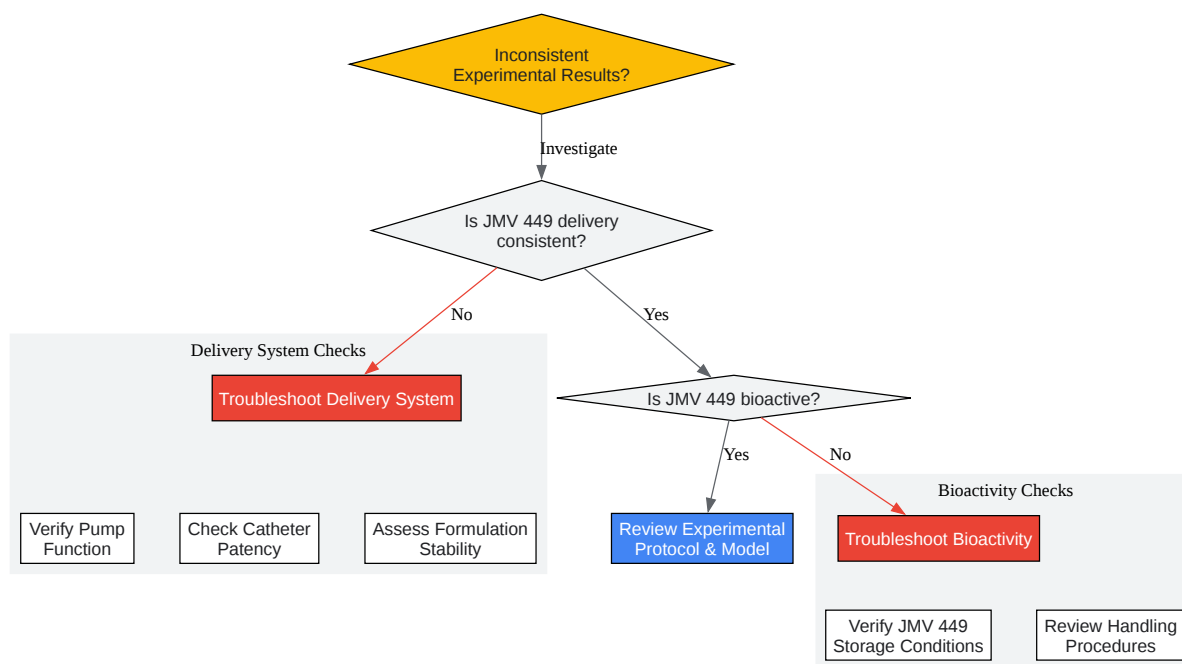 Inconsistent
Experimental Results?
Investigate
Is JMV 449 delivery
consistent?
No
Yes
Delivery System Checks
Troubleshoot Delivery System
Is JMV 449 bioactive?
Yes
No
Verify Pump
Function
Check Catheter
Patency
Assess Formulation
Stability
Review Experimental
Protocol & Model
Bioactivity Checks
Troubleshoot Bioactivity
Verify JMV 449
Storage Conditions
Review Handling
Procedures